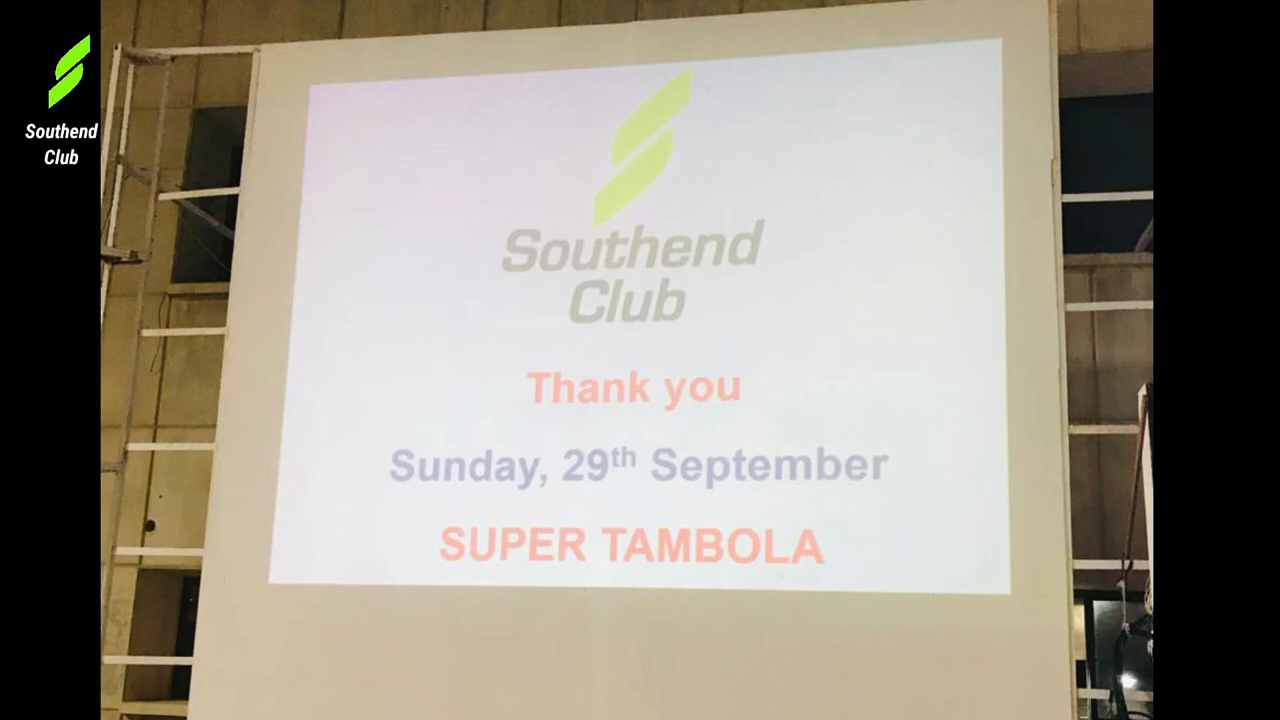 Southend
Club
Southend
Club
Thank you
Sunday, 29th September
SUPER TAMBOLA